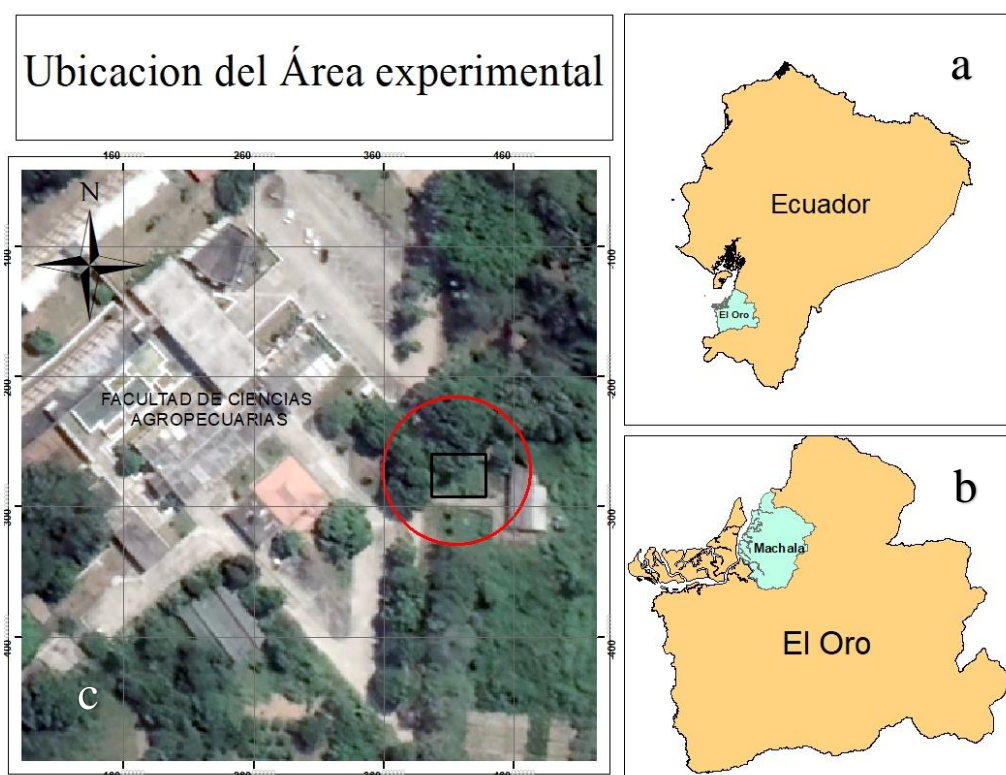 Ubicacion del Área experimental
a
Ecuador
El Oro
b
Machala
El Oro
160 260 360 460
N
100
100
200
200
FACULTAD DE CIENCIAS
AGROPECUARIAS
300
300
400
400
c